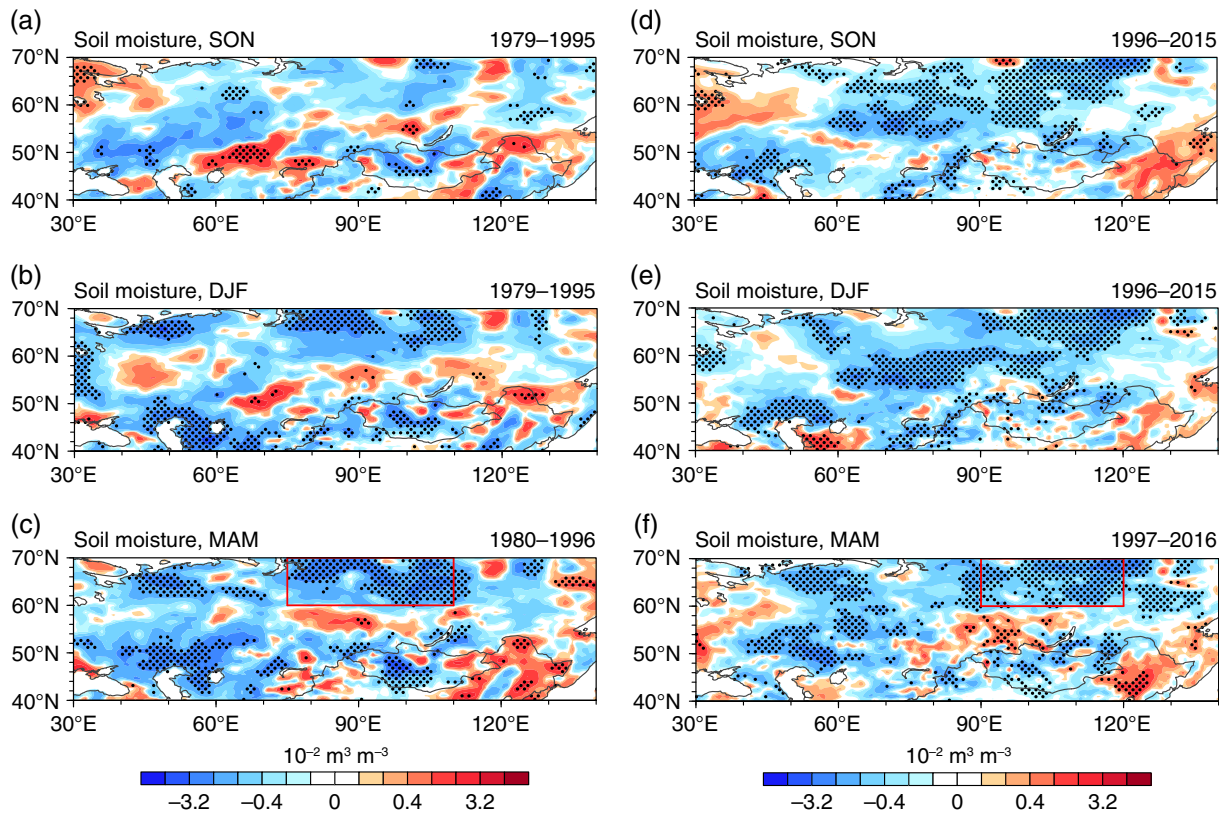 (a)
Soil moisture, SON 1979–1995
70°N
60°N
50°N
40°N
30°E 60°E 90°E 120°E
(d)
Soil moisture, SON 1996–2015
70°N
60°N
50°N
40°N
30°E 60°E 90°E 120°E
(b)
Soil moisture, DJF 1979–1995
70°N
60°N
50°N
40°N
30°E 60°E 90°E 120°E
(e)
Soil moisture, DJF 1996–2015
70°N
60°N
50°N
40°N
30°E 60°E 90°E 120°E
(c)
Soil moisture, MAM 1980–1996
70°N
60°N
50°N
40°N
30°E 60°E 90°E 120°E
(f)
Soil moisture, MAM 1997–2016
70°N
60°N
50°N
40°N
30°E 60°E 90°E 120°E
10⁻² m³ m⁻³
−3.2 −0.4 0 0.4 3.2
10⁻² m³ m⁻³
−3.2 −0.4 0 0.4 3.2